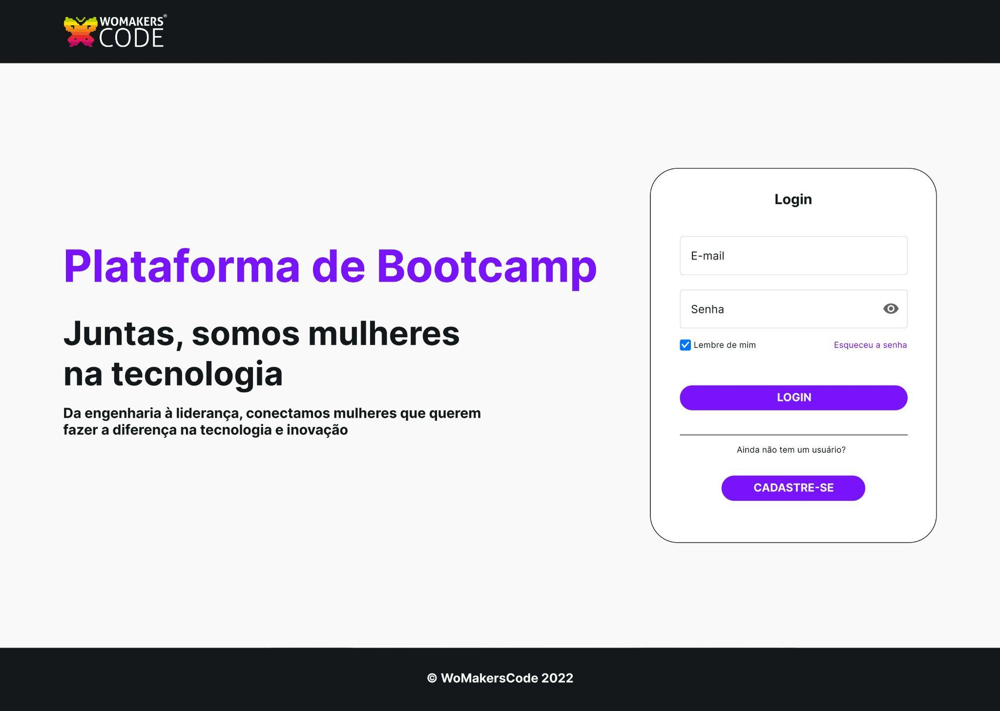 WOMAKERS®
CODE
Plataforma de Bootcamp
Juntas, somos mulheres
na tecnologia
Da engenharia à liderança, conectamos mulheres que querem
fazer a diferença na tecnologia e inovação
Login
E-mail
Senha
Lembre de mim Esqueceu a senha
LOGIN
Ainda não tem um usuário?
CADASTRE-SE
© WoMakersCode 2022